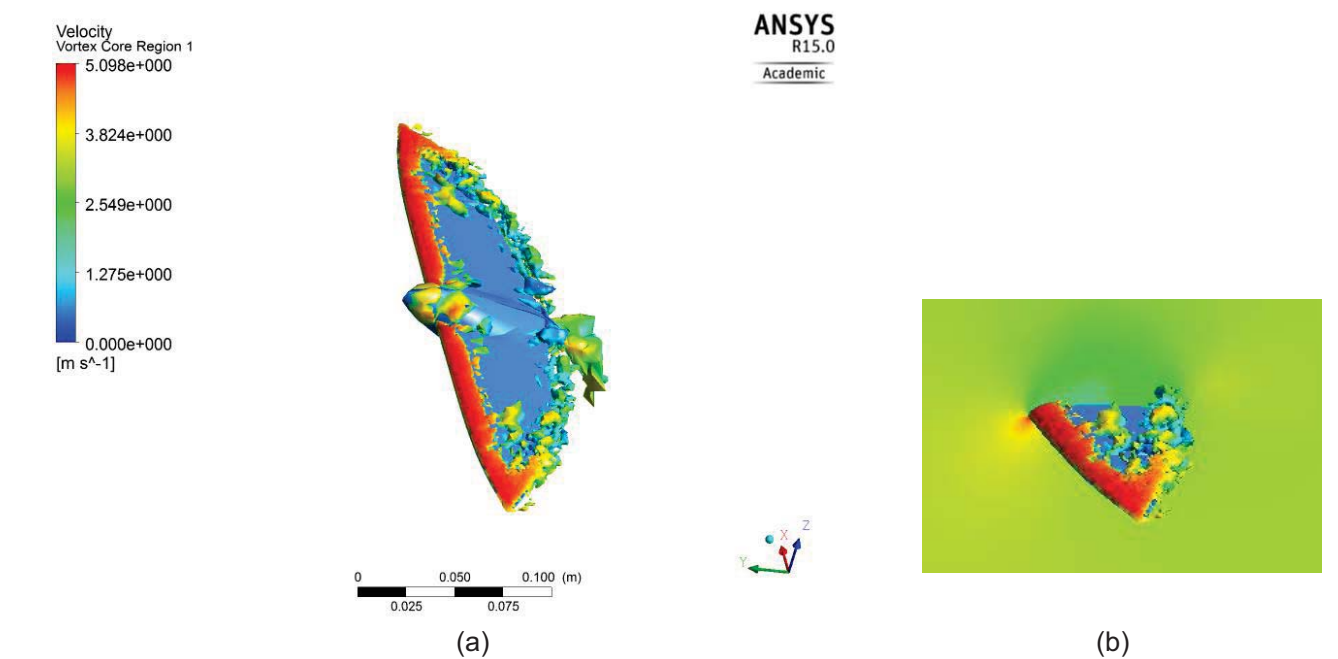 Velocity
Vortex Core Region 1
5.098e+000
3.824e+000
2.549e+000
1.275e+000
0.000e+000
[m s^-1]
ANSYS
R15.0
Academic
X
Z
Y
0 0.050 0.100 (m)
0.025 0.075
(a)
(b)